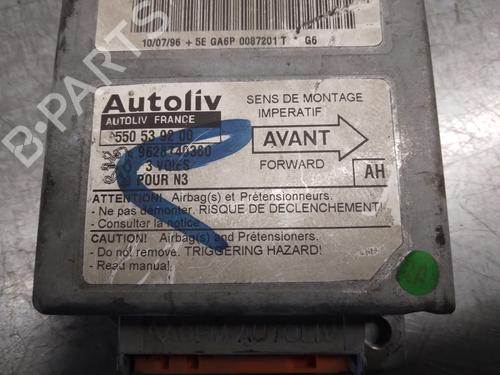 10/07/96 + 5E GA6P 0087201 T * G6
Autoliv
AUTOLIV FRANCE
550 53 92 00
3 VOIES
POUR N3
SENS DE MONTAGE
IMPERATIF
AVANT
FORWARD
AH
ATTENTION! Airbag(s) et Prétensionneurs.
- Ne pas démonter. RISQUE DE DECLENCHEMENT!
- Consulter la notice
CAUTION! Airbag(s) and Pretensioners.
- Do not remove. TRIGGERING HAZARD!
- Read manual
AUTOLIV
B-PARTS